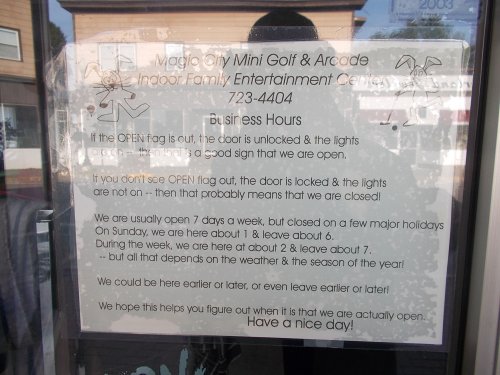 2003
Magic City Mini Golf & Arcade
Indoor Family Entertainment Center
723-4404
Business Hours
If the OPEN flag is out, the door is unlocked & the lights
are on -- then that is a good sign that we are open.
If you don't see OPEN flag out, the door is locked & the lights
are not on -- then that probably means that we are closed!
We are usually open 7 days a week, but closed on a few major holidays
On Sunday, we are here about 1 & leave about 6.
During the week, we are here at about 2 & leave about 7.
-- but all that depends on the weather & the season of the year!
We could be here earlier or later, or even leave earlier or later!
We hope this helps you figure out when it is that we are actually open.
Have a nice day!